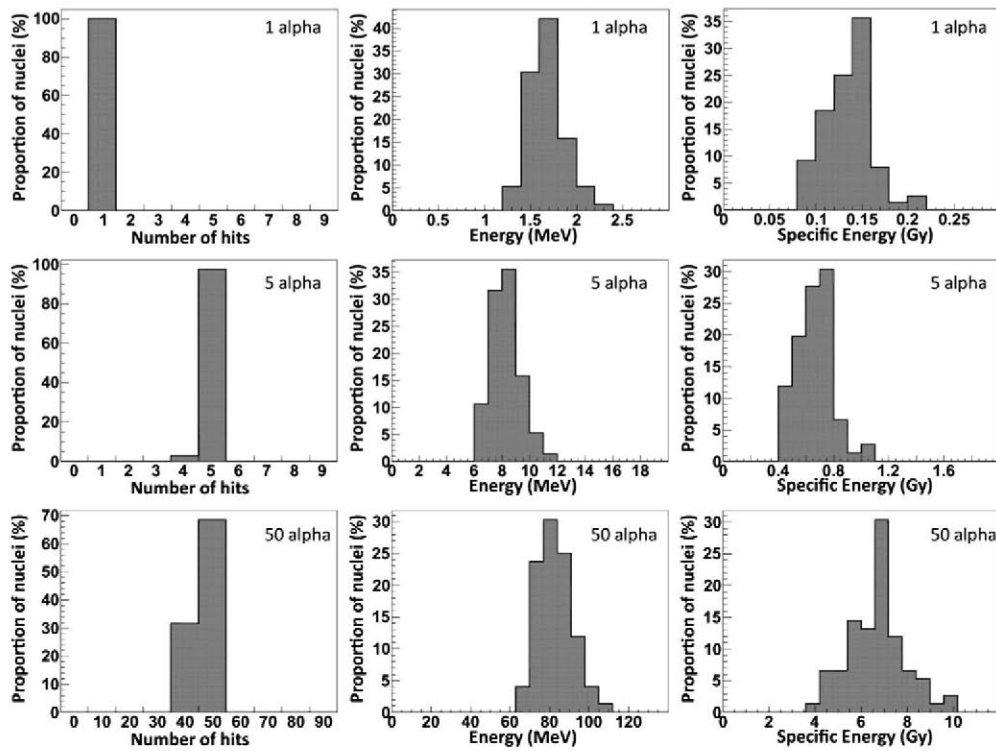 Proportion of nuclei (%)
100
80
60
40
20
0
1 alpha
0 1 2 3 4 5 6 7 8 9
Number of hits
Proportion of nuclei (%)
40
35
30
25
20
15
10
5
0
1 alpha
0 0.5 1 1.5 2 2.5
Energy (MeV)
Proportion of nuclei (%)
35
30
25
20
15
10
5
0
1 alpha
0 0.05 0.1 0.15 0.2 0.25
Specific Energy (Gy)
Proportion of nuclei (%)
100
80
60
40
20
0
5 alpha
0 1 2 3 4 5 6 7 8 9
Number of hits
Proportion of nuclei (%)
35
30
25
20
15
10
5
0
5 alpha
0 2 4 6 8 10 12 14 16 18
Energy (MeV)
Proportion of nuclei (%)
30
25
20
15
10
5
0
5 alpha
0 0.4 0.8 1.2 1.6
Specific Energy (Gy)
Proportion of nuclei (%)
70
60
50
40
30
20
10
0
50 alpha
0 10 20 30 40 50 60 70 80 90
Number of hits
Proportion of nuclei (%)
30
25
20
15
10
5
0
50 alpha
0 20 40 60 80 100 120
Energy (MeV)
Proportion of nuclei (%)
30
25
20
15
10
5
0
50 alpha
0 2 4 6 8 10
Specific Energy (Gy)